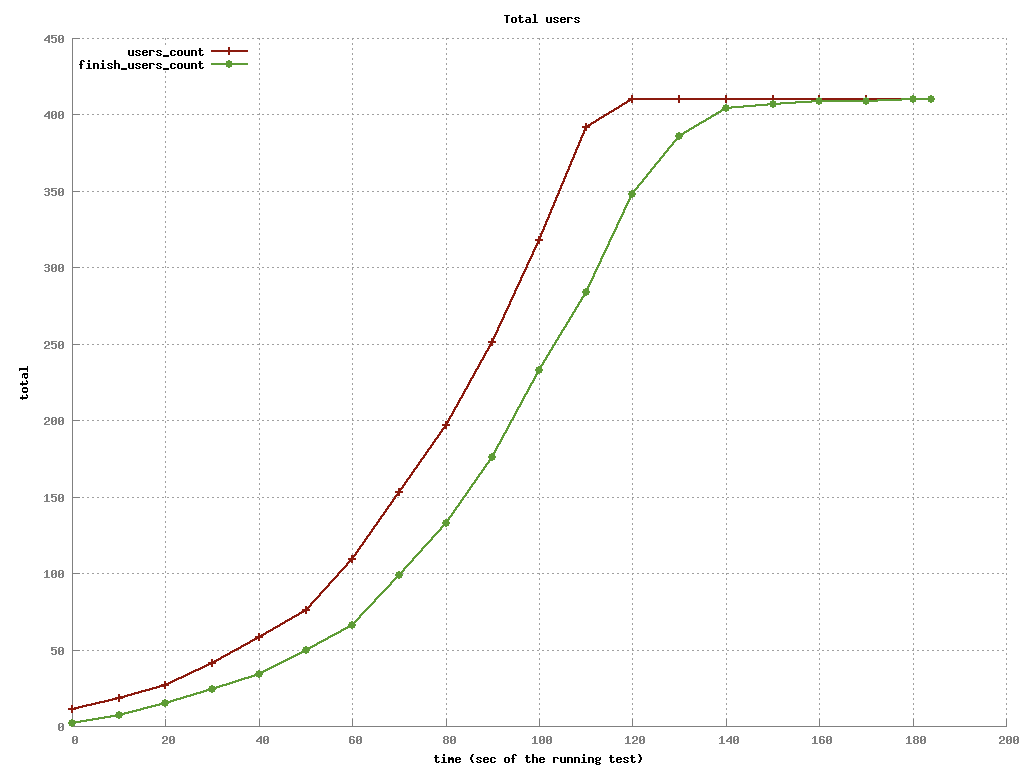 Total users
users_count
finish_users_count
450
400
350
300
250
200
150
100
50
0
total
0 20 40 60 80 100 120 140 160 180 200
time (sec of the running test)